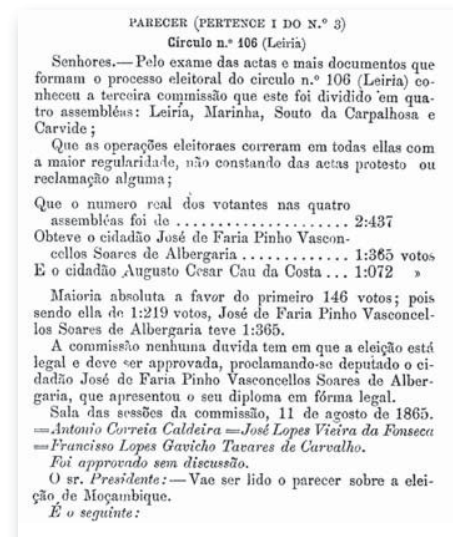 PARECER (PERTENCE I DO N.º 3)
Circulo n.º 106 (Leiria)
Senhores.— Pelo exame das actas e mais documentos que
formam o processo eleitoral do circulo n.º 106 (Leiria) co-
nheceu a terceira commissão que este foi dividido em qua-
tro assembléas: Leiria, Marinha, Souto da Carpalhosa e
Carvide;
Que as operações eleitoraes correram em todas ellas com
a maior regularidade, não constando das actas protesto ou
reclamação alguma;
Que o numero real dos votantes nas quatro
assembléas foi de ........................ 2:437
Obteve o cidadão José de Faria Pinho Vascon-
cellos Soares de Albergaria ............. 1:365 votos
E o cidadão Augusto Cesar Cau da Costa ... 1:072 »
Maioria absoluta a favor do primeiro 146 votos; pois
sendo ella de 1:219 votos, José de Faria Pinho Vasconcel-
los Soares de Albergaria teve 1:365.
A commissão nenhuma duvida tem em que a eleição está
legal e deve ser approvada, proclamando-se deputado o ci-
dadão José de Faria Pinho Vasconcellos Soares de Alber-
garia, que apresentou o seu diploma em fórma legal.
Sala das sessões da commissão, 11 de agosto de 1865.
=Antonio Correia Caldeira=José Lopes Vieira da Fonseca
=Francisso Lopes Gavicho Tavares de Carvalho.
Foi approvado sem discussão.
O sr. Presidente:— Vae ser lido o parecer sobre a elei-
ção de Moçambique.
É o seguinte: